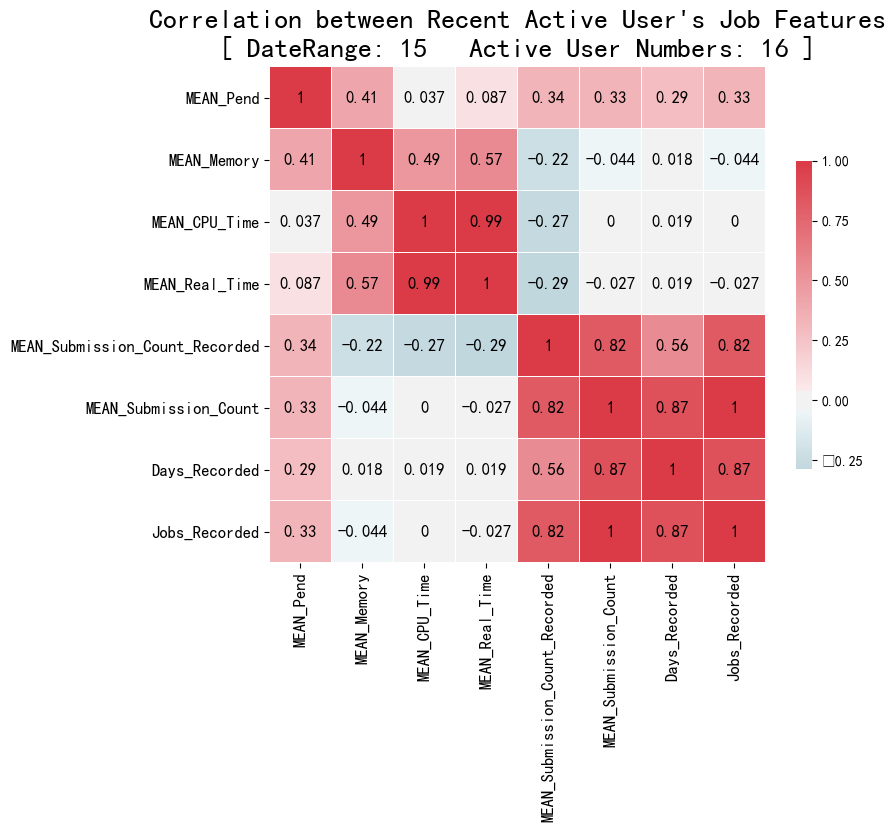 Correlation between Recent Active User's Job Features
[ DateRange: 15   Active User Numbers: 16 ]
MEAN_Pend 1 0.41 0.037 0.087 0.34 0.33 0.29 0.33
MEAN_Memory 0.41 1 0.49 0.57 −0.22 −0.044 0.018 −0.044
MEAN_CPU_Time 0.037 0.49 1 0.99 −0.27 0 0.019 0
MEAN_Real_Time 0.087 0.57 0.99 1 −0.29 −0.027 0.019 −0.027
MEAN_Submission_Count_Recorded 0.34 −0.22 −0.27 −0.29 1 0.82 0.56 0.82
MEAN_Submission_Count 0.33 −0.044 0 −0.027 0.82 1 0.87 1
Days_Recorded 0.29 0.018 0.019 0.019 0.56 0.87 1 0.87
Jobs_Recorded 0.33 −0.044 0 −0.027 0.82 1 0.87 1
MEAN_Pend
MEAN_Memory
MEAN_CPU_Time
MEAN_Real_Time
MEAN_Submission_Count_Recorded
MEAN_Submission_Count
Days_Recorded
Jobs_Recorded
1.00
0.75
0.50
0.25
0.00
□0.25